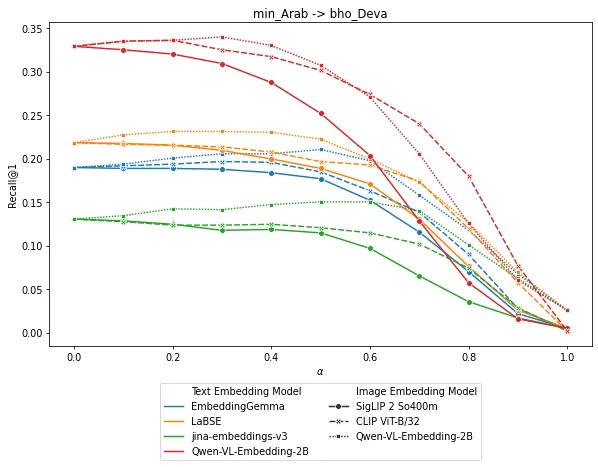 min_Arab -> bho_Deva
0.35
0.30
0.25
0.20
0.15
0.10
0.05
0.00
Recall@1
0.0 0.2 0.4 0.6 0.8 1.0
α
Text Embedding Model Image Embedding Model
EmbeddingGemma SigLIP 2 So400m
LaBSE CLIP ViT-B/32
jina-embeddings-v3 Qwen-VL-Embedding-2B
Qwen-VL-Embedding-2B